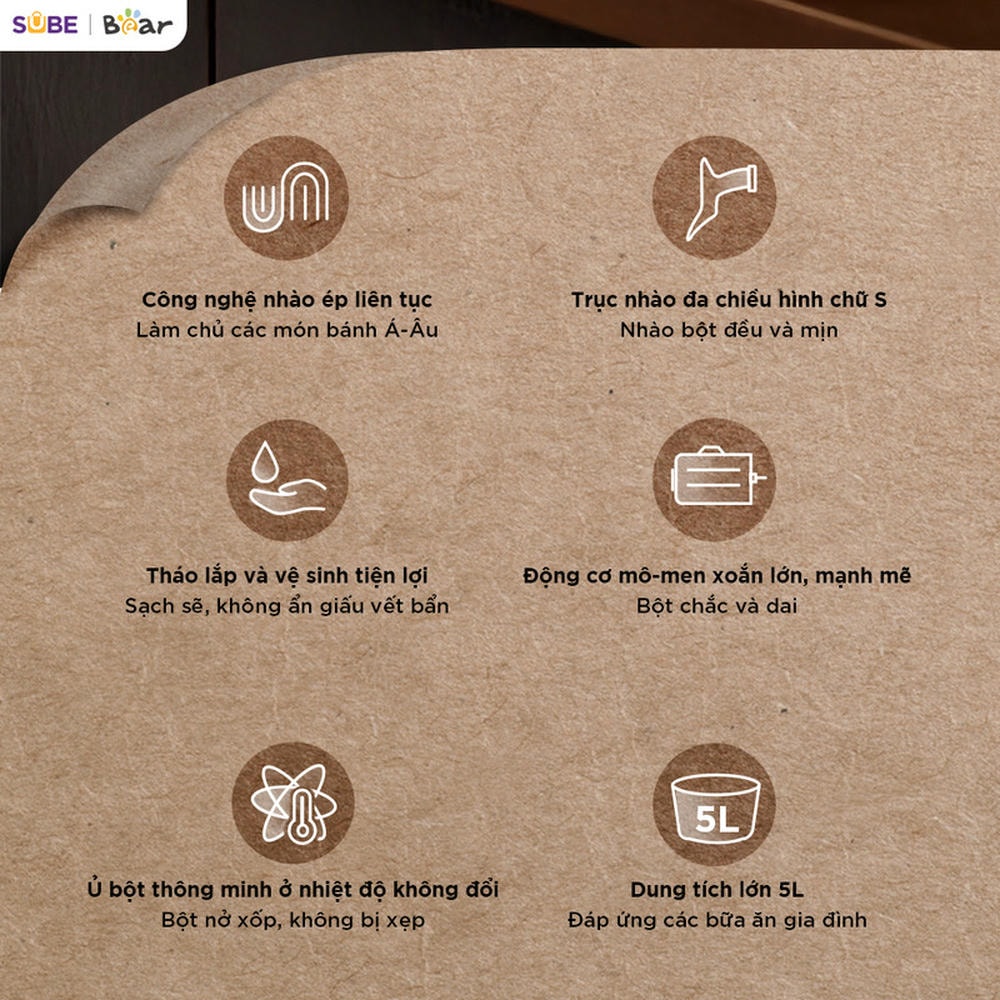 SUBE | Bear
Công nghệ nhào ép liên tục
Làm chủ các món bánh Á-Âu
Trục nhào đa chiều hình chữ S
Nhào bột đều và mịn
Tháo lắp và vệ sinh tiện lợi
Sạch sẽ, không ẩn giấu vết bẩn
Động cơ mô-men xoắn lớn, mạnh mẽ
Bột chắc và dai
Ủ bột thông minh ở nhiệt độ không đổi
Bột nở xốp, không bị xẹp
5L
Dung tích lớn 5L
Đáp ứng các bữa ăn gia đình